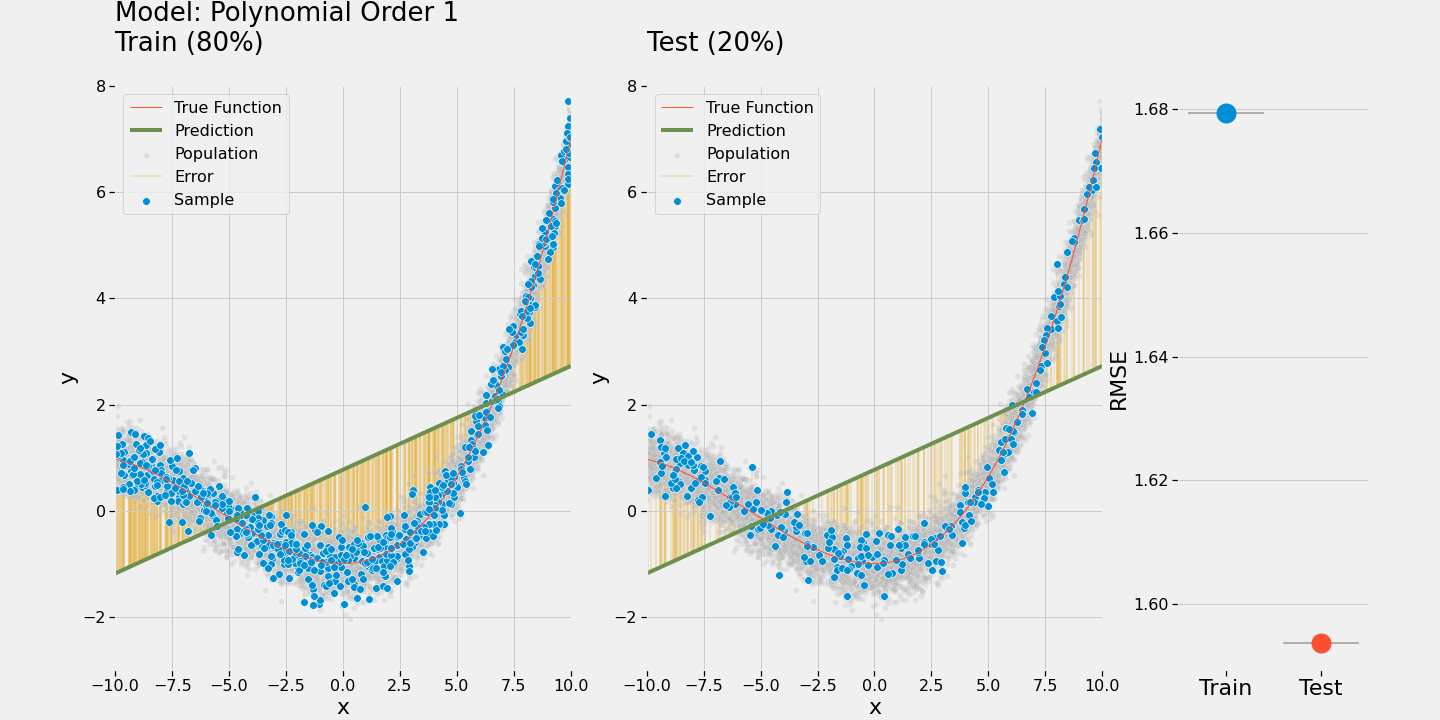 Model: Polynomial Order 1
Train (80%)
Test (20%)
8
6
4
2
0
−2
y
True Function
Prediction
Population
Error
Sample
−10.0 −7.5 −5.0 −2.5 0.0 2.5 5.0 7.5 10.0
x
8
6
4
2
0
−2
y
True Function
Prediction
Population
Error
Sample
−10.0 −7.5 −5.0 −2.5 0.0 2.5 5.0 7.5 10.0
x
1.68
1.66
1.64
1.62
1.60
RMSE
Train Test